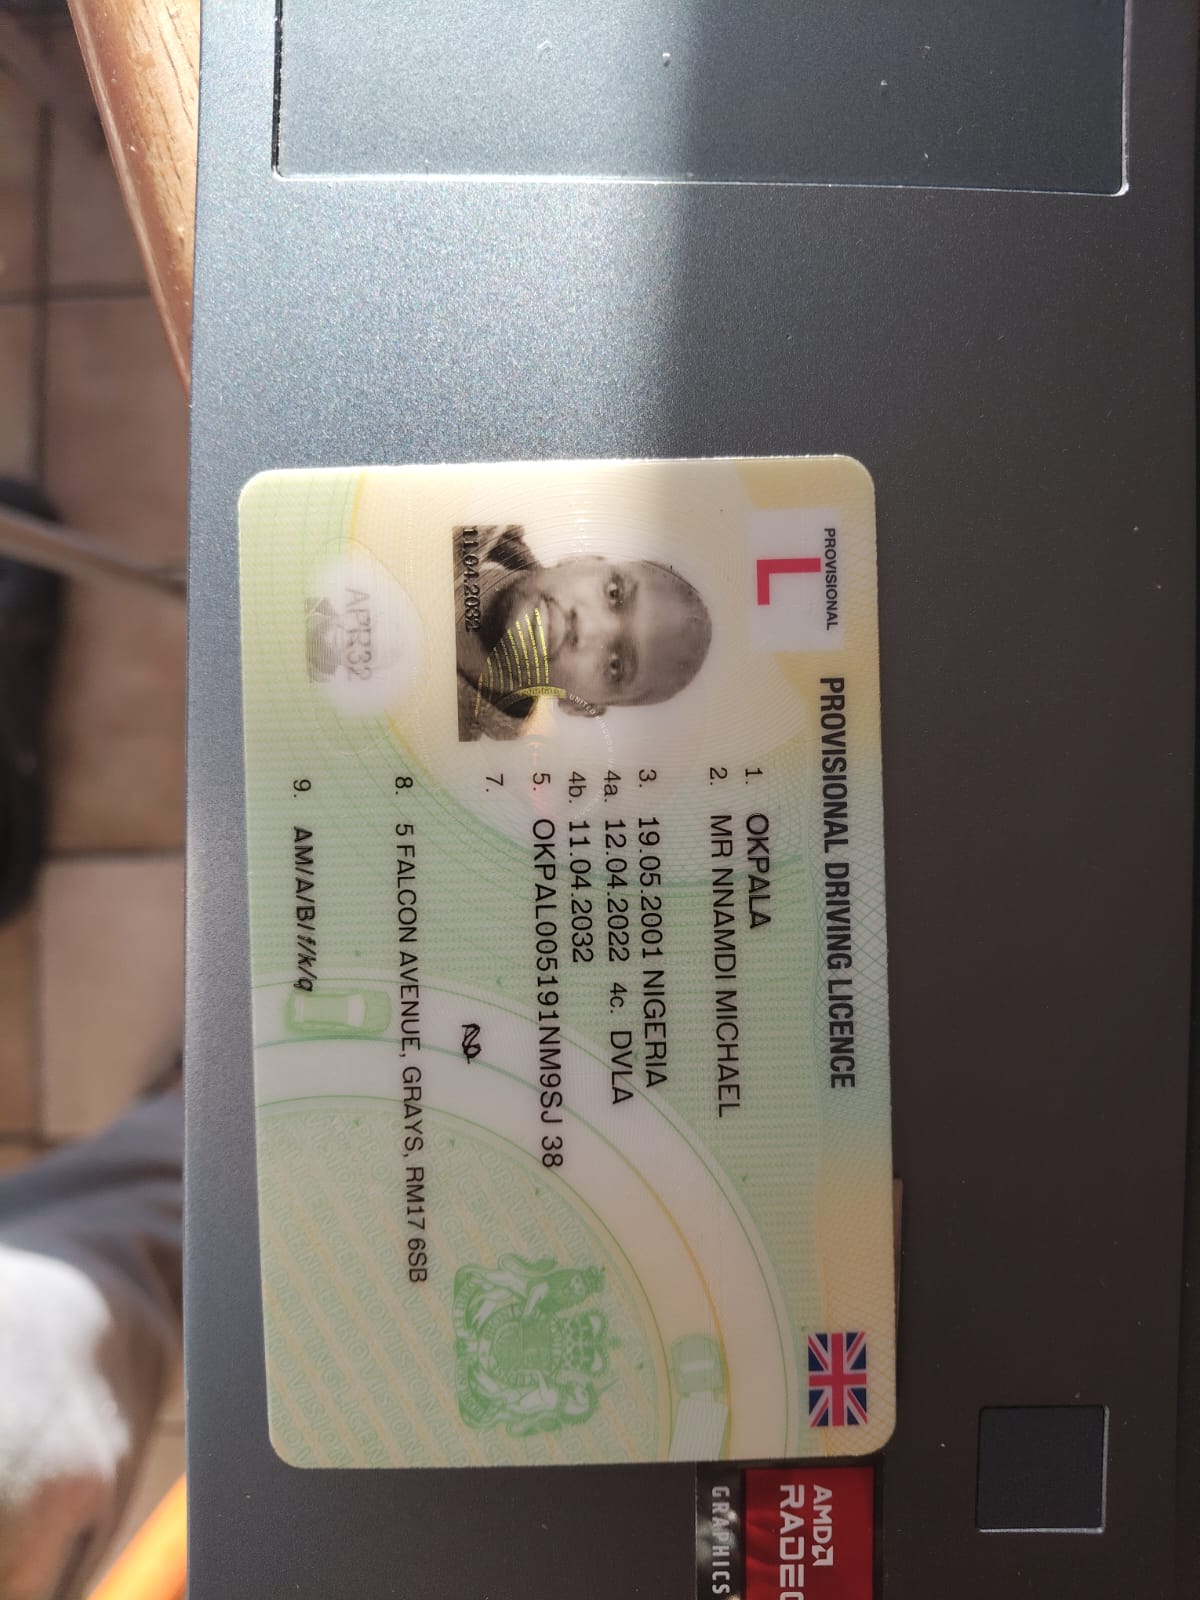 PROVISIONAL
L
PROVISIONAL DRIVING LICENCE
1. OKPALA
2. MR NNAMDI MICHAEL
3. 19.05.2001 NIGERIA
4a. 12.04.2022 4c. DVLA
4b. 11.04.2032
5. OKPAL005191NM9SJ 38
7.
8. 5 FALCON AVENUE, GRAYS, RM17 6SB
9. AM/A/B/f/k/q
11.04.2032
APR32
AMD
RADEO
GRAPHICS